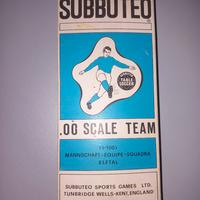 SUBBUTEO
TABLE
SOCCER
.00 SCALE TEAM
MANNSCHAFT-EQUIPE-SQUADRA
ELFTAL
SUBBUTEO SPORTS GAMES LTD.
TUNBRIDGE WELLS·KENT, ENGLAND